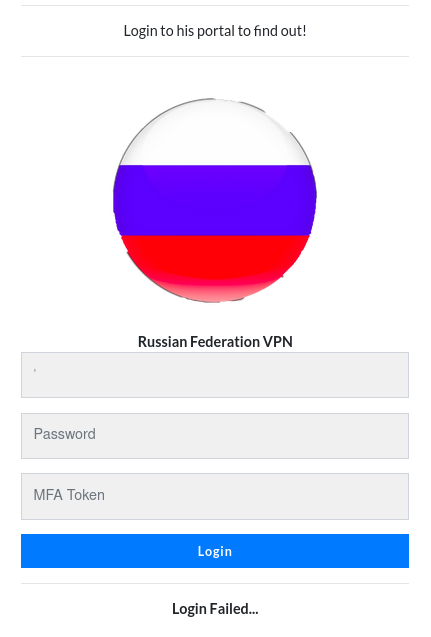 Login to his portal to find out!
Russian Federation VPN
'
Password
MFA Token
Login
Login Failed...